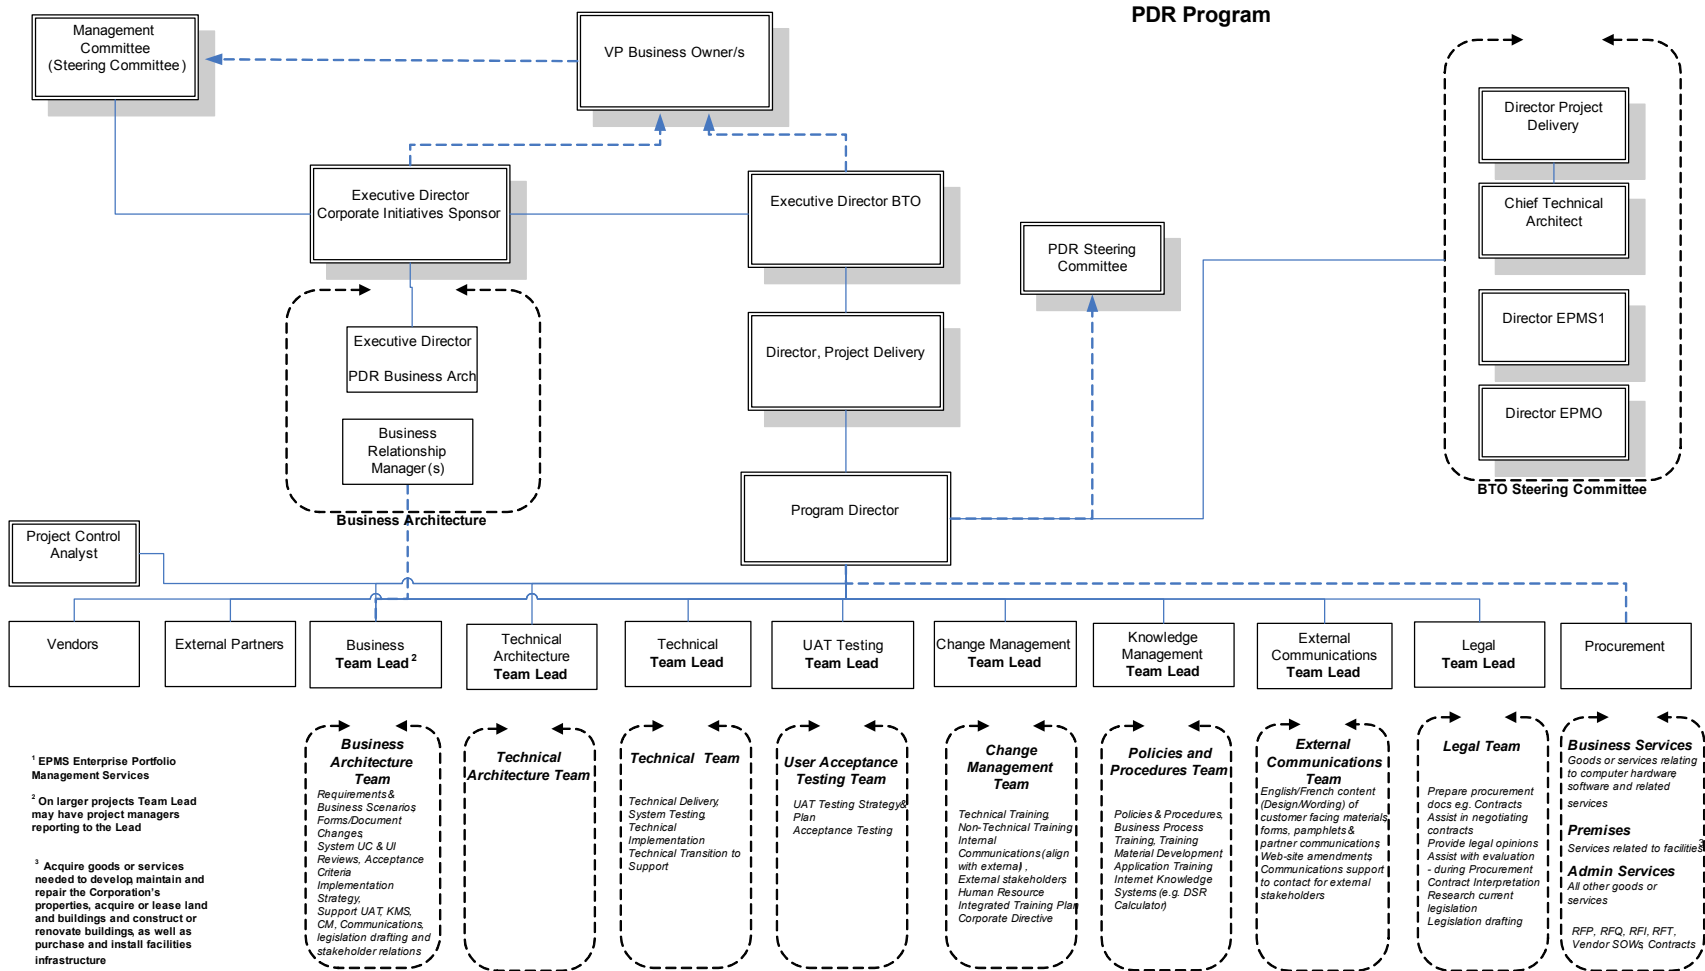 PDR Program
Management
Committee
(Steering Committee)
VP Business Owner/s
Director Project
Delivery
Chief Technical
Architect
Director EPMS1
Director EPMO
BTO Steering Committee
Executive Director
Corporate Initiatives Sponsor
Executive Director BTO
PDR Steering
Committee
Executive Director
PDR Business Arch
Business
Relationship
Manager(s)
Business Architecture
Director, Project Delivery
Program Director
Project Control
Analyst
Vendors
External Partners
Business
Team Lead 2
Technical
Architecture
Team Lead
Technical
Team Lead
UAT Testing
Team Lead
Change Management
Team Lead
Knowledge
Management
Team Lead
External
Communications
Team Lead
Legal
Team Lead
Procurement
1 EPMS Enterprise Portfolio
Management Services
2 On larger projects Team Lead
may have project managers
reporting to the Lead
3 Acquire goods or services
needed to develop, maintain and
repair the Corporation's
properties, acquire or lease land
and buildings and construct or
renovate buildings, as well as
purchase and install facilities
infrastructure
Business
Architecture
Team
Requirements &
Business Scenarios,
Forms/Document
Changes,
System UC & UI
Reviews, Acceptance
Criteria
Implementation
Strategy,
Support UAT, KMS,
CM, Communications,
legislation drafting and
stakeholder relations
Technical
Architecture Team
Technical Team
Technical Delivery,
System Testing,
Technical
Implementation
Technical Transition to
Support
User Acceptance
Testing Team
UAT Testing Strategy&
Plan
Acceptance Testing
Change
Management
Team
Technical Training,
Non-Technical Training
Internal
Communications (align
with external),
External stakeholders
Human Resource
Integrated Training Plan
Corporate Directive
Policies and
Procedures Team
Policies & Procedures,
Business Process
Training, Training
Material Development,
Application Training
Internet Knowledge
Systems (e.g. DSR
Calculator)
External
Communications
Team
English/French content
(Design/Wording) of
customer facing materials,
forms, pamphlets &
partner communications
Web-site amendments,
Communications support
to contact for external
stakeholders
Legal Team
Prepare procurement
docs e.g. Contracts
Assist in negotiating
contracts
Provide legal opinions
Assist with evaluation
- during Procurement
Contract Interpretation
Research current
legislation
Legislation drafting
Business Services
Goods or services relating
to computer hardware,
software and related
services
Premises
Services related to facilities 3
Admin Services
All other goods or
services
RFP, RFQ, RFI, RFT,
Vendor SOWs, Contracts